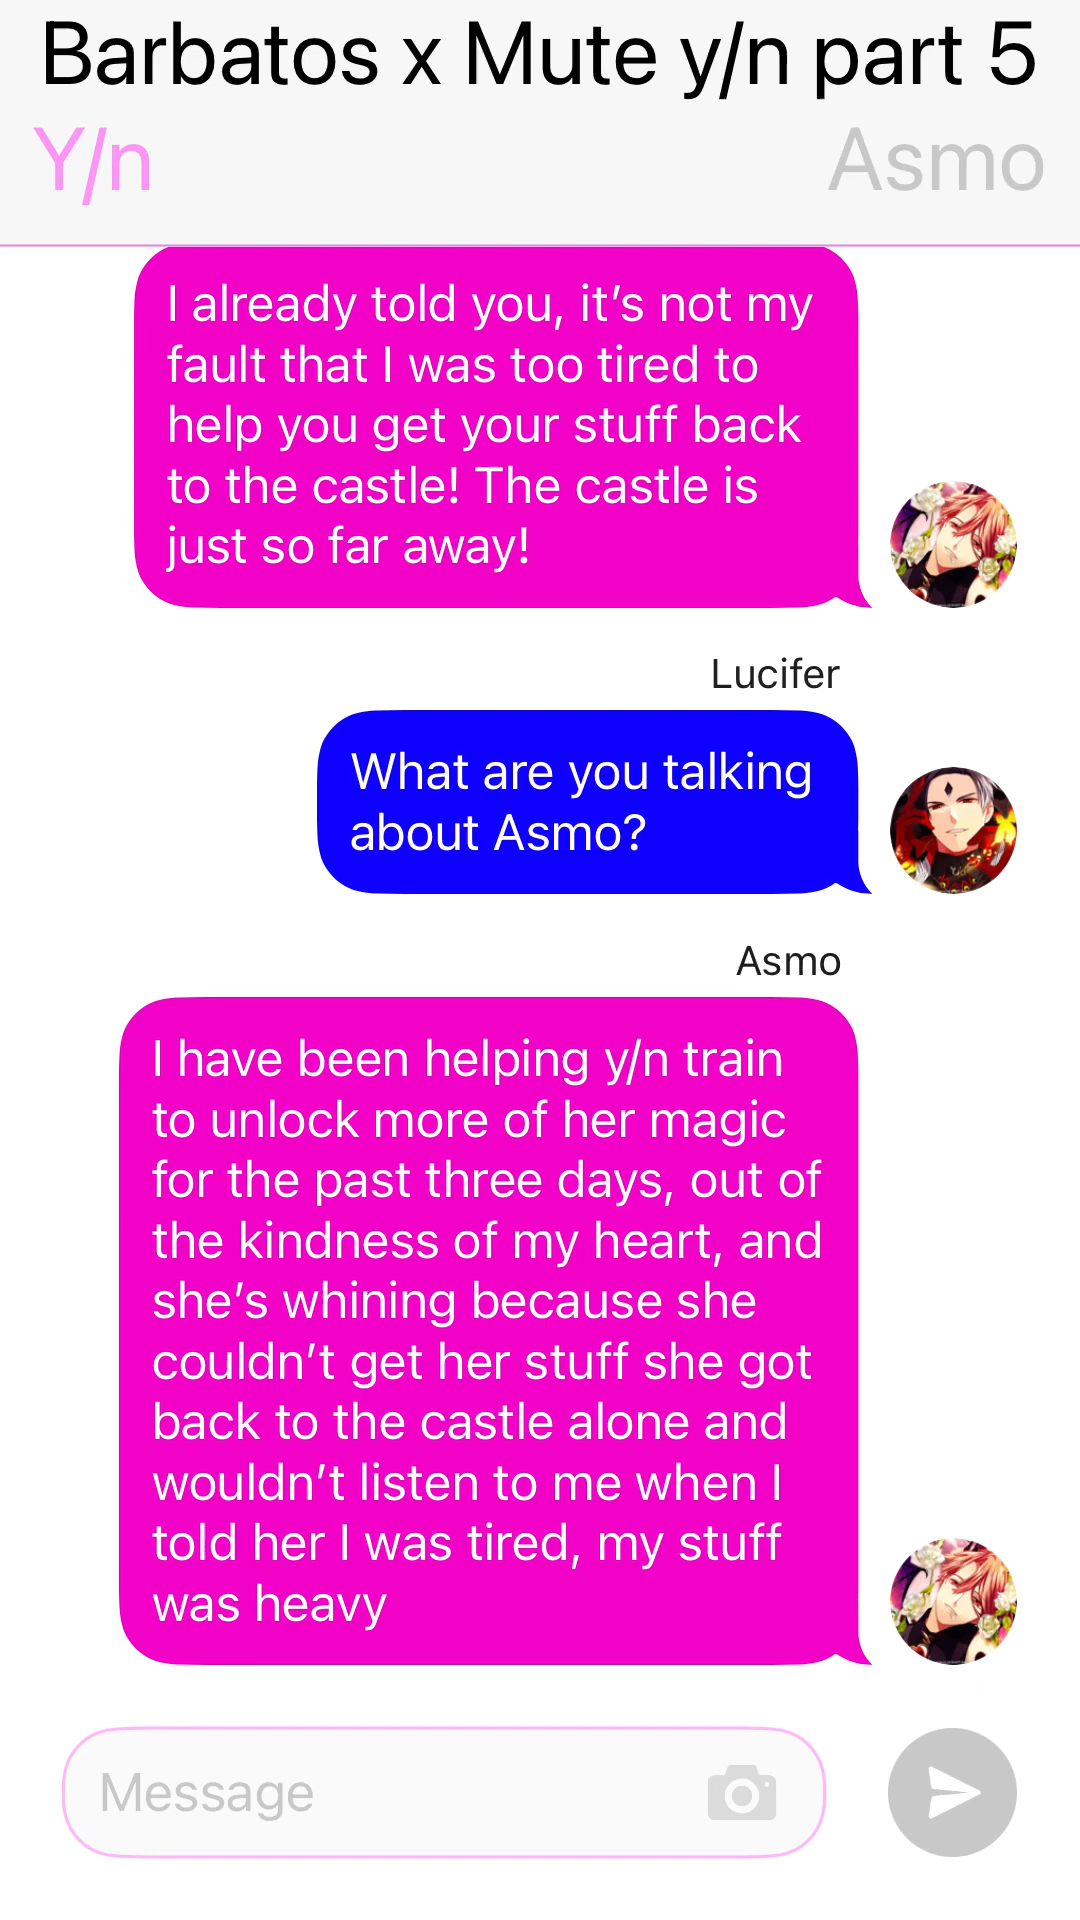 Barbatos x Mute y/n part 5
Y/n
Asmo
I already told you, it’s not my
fault that I was too tired to
help you get your stuff back
to the castle! The castle is
just so far away!
Lucifer
What are you talking
about Asmo?
Asmo
I have been helping y/n train
to unlock more of her magic
for the past three days, out of
the kindness of my heart, and
she’s whining because she
couldn’t get her stuff she got
back to the castle alone and
wouldn’t listen to me when I
told her I was tired, my stuff
was heavy
Message